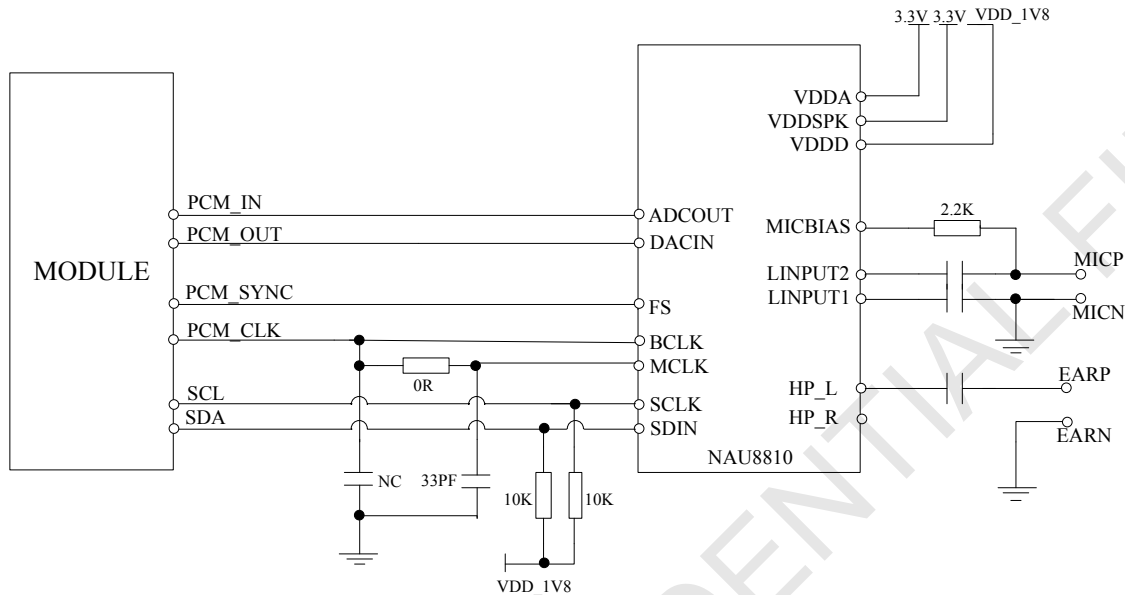 3.3V 3.3V VDD_1V8
VDDA
VDDSPK
VDDD
PCM_IN
ADCOUT
PCM_OUT
DACIN
MICBIAS
2.2K
MODULE
LINPUT2
MICP
LINPUT1
MICN
PCM_SYNC
FS
PCM_CLK
BCLK
MCLK
0R
SCL
SCLK
SDA
SDIN
HP_L
EARP
HP_R
EARN
NAU8810
NC
33PF
10K
10K
VDD_1V8